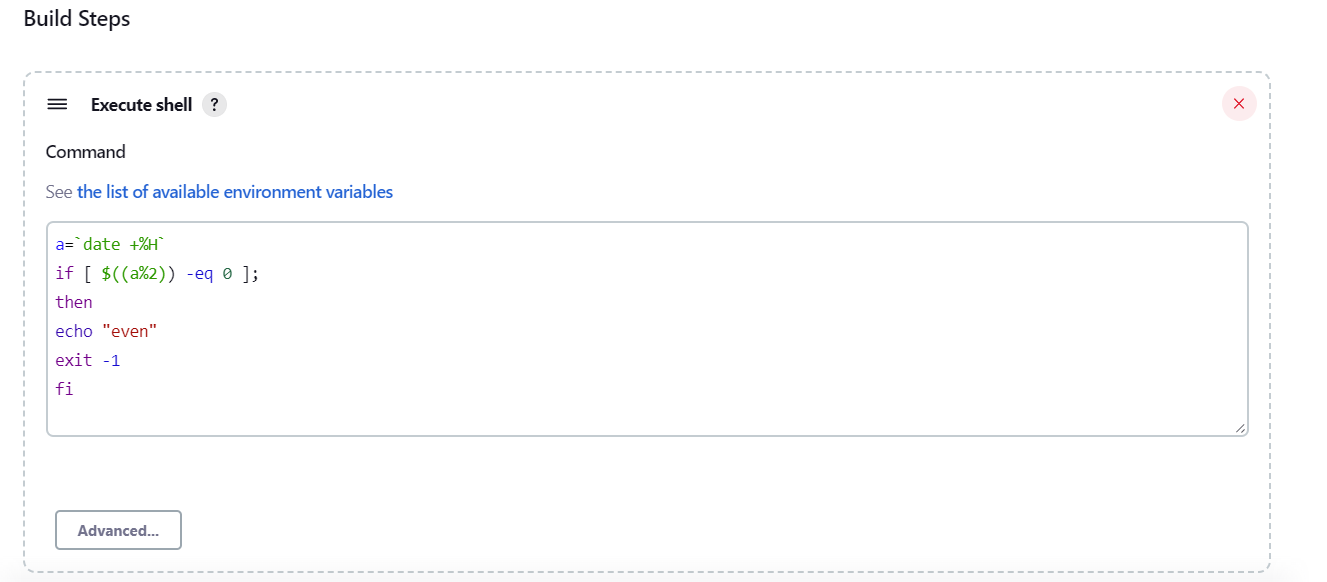 Build Steps
Execute shell ?
Command
See the list of available environment variables
a=`date +%H`
if [ $((a%2)) -eq 0 ];
then
echo "even"
exit -1
fi
Advanced...